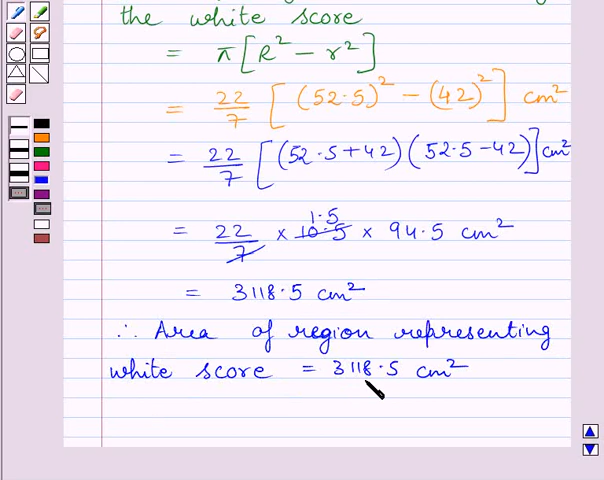 the white score
= π[R² − r²]
= 22/7 [(52·5)² − (42)²] cm²
= 22/7 [(52·5+42)(52·5−42)] cm²
1·5
= 22/7 × 10·5 × 94·5 cm²
= 3118·5 cm²
∴ Area of region representing
white score = 3118·5 cm²